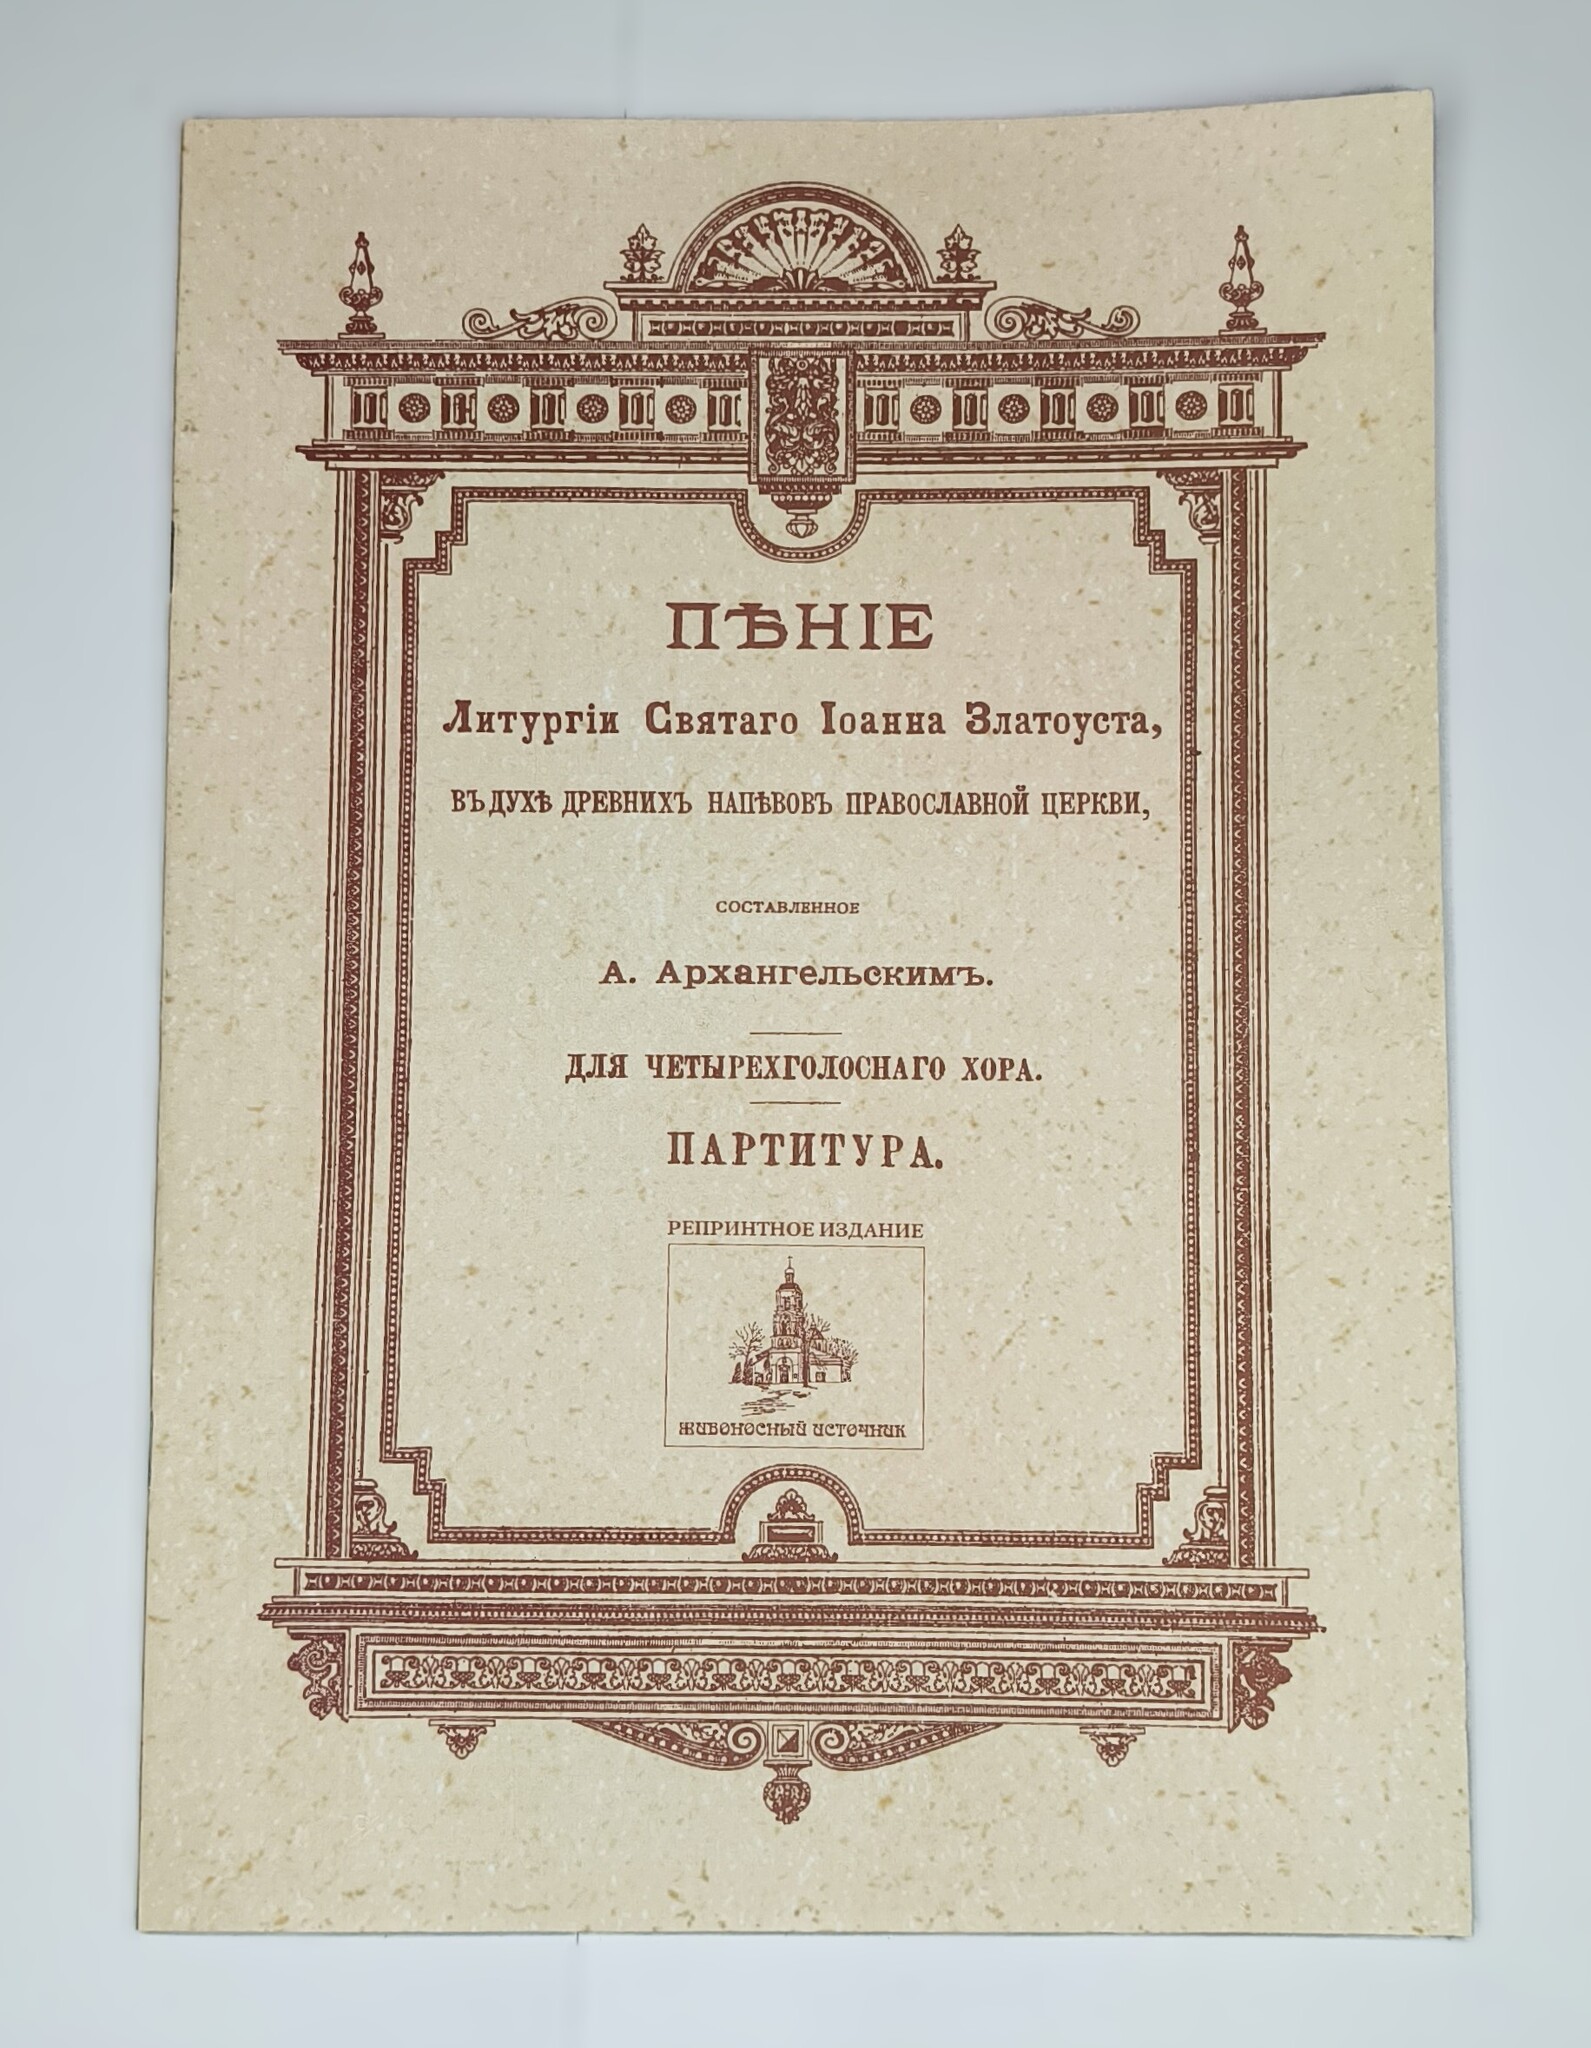 ПѢНІЕ
Литургіи Святаго Іоанна Златоуста,
ВЪ ДУХѢ ДРЕВНИХЪ НАПѢВОВЪ ПРАВОСЛАВНОЙ ЦЕРКВИ,
СОСТАВЛЕННОЕ
А. Архангельскимъ.
ДЛЯ ЧЕТЫРЕХГОЛОСНАГО ХОРА.
ПАРТИТУРА.
РЕПРИНТНОЕ ИЗДАНИЕ
ЖИВОНОСНЫЙ ИСТОЧНИК